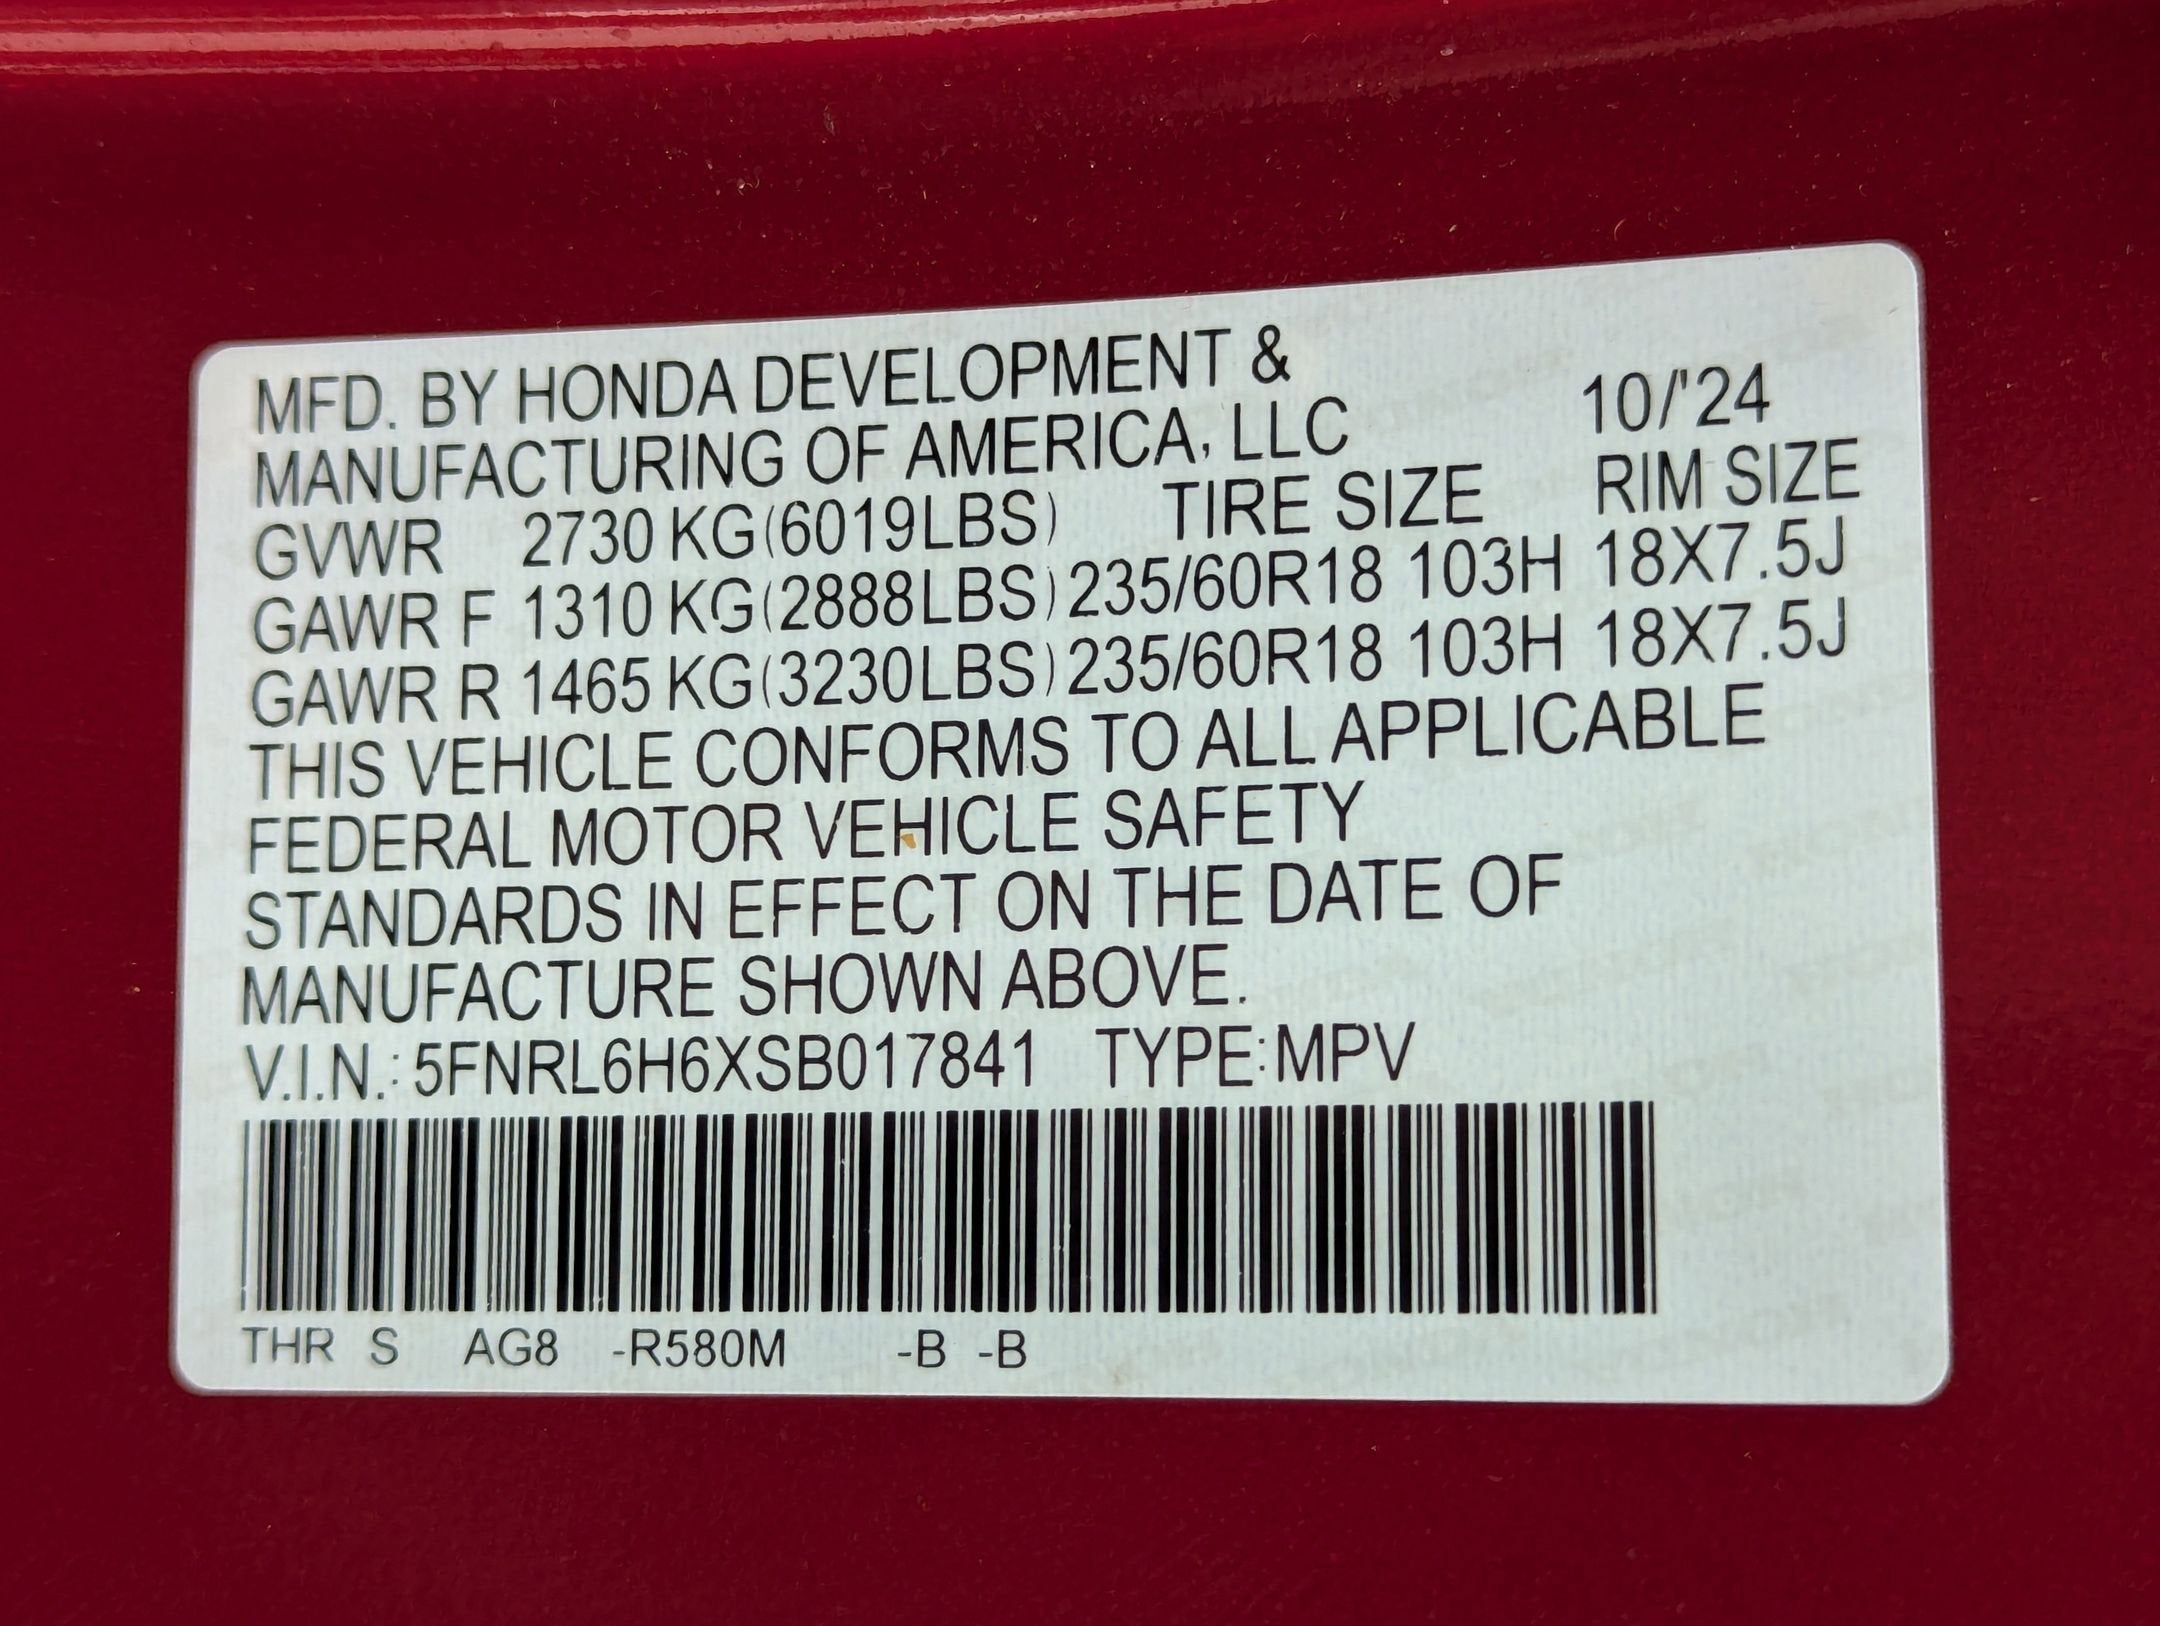 MFD. BY HONDA DEVELOPMENT &
MANUFACTURING OF AMERICA, LLC 10/'24
GVWR 2730 KG(6019LBS) TIRE SIZE RIM SIZE
GAWR F 1310 KG(2888LBS) 235/60R18 103H 18X7.5J
GAWR R 1465 KG(3230LBS) 235/60R18 103H 18X7.5J
THIS VEHICLE CONFORMS TO ALL APPLICABLE
FEDERAL MOTOR VEHICLE SAFETY
STANDARDS IN EFFECT ON THE DATE OF
MANUFACTURE SHOWN ABOVE.
V.I.N.: 5FNRL6H6XSB017841 TYPE:MPV
THR S AG8 -R580M -B -B